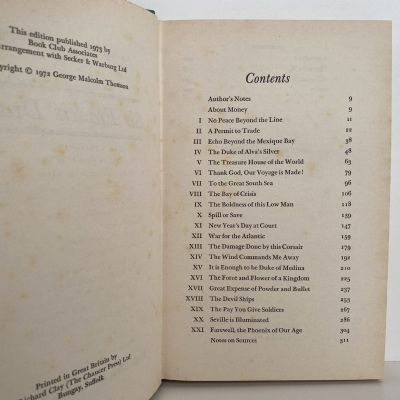 This edition published 1973 by
Book Club Associates
arrangement with Secker & Warburg Ltd
Copyright © 1972 George Malcolm Thomson
Printed in Great Britain by
Richard Clay (The Chaucer Press) Ltd
Bungay, Suffolk
Contents
Author's Notes 9
About Money 9
I No Peace Beyond the Line 11
II A Permit to Trade 22
III Echo Beyond the Mexique Bay 38
IV The Duke of Alva's Silver 48
V The Treasure House of the World 63
VI Thank God, Our Voyage is Made! 79
VII To the Great South Sea 96
VIII The Bay of Crisis 106
IX The Boldness of this Low Man 118
X Spill or Save 139
XI New Year's Day at Court 147
XII War for the Atlantic 159
XIII The Damage Done by this Corsair 179
XIV The Wind Commands Me Away 192
XV It is Enough to be Duke of Medina 210
XVI The Force and Flower of a Kingdom 225
XVII Great Expense of Powder and Bullet 237
XVIII The Devil Ships 253
XIX The Pay You Give Soldiers 267
XX Seville is Illuminated 286
XXI Farewell, the Phoenix of Our Age 304
Notes on Sources 311